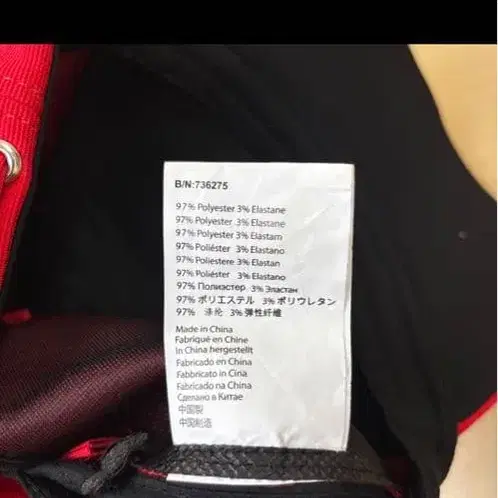 B/N:736275
97% Polyester 3% Elastane
97% Polyester 3% Elastane
97% Polyester 3% Elastam
97% Poliéster 3% Elastano
97% Poliestere 3% Elastan
97% Poliéster 3% Elastano
97% Полиэстер 3% Эластан
97% ポリエステル 3% ポリウレタン
97% 涤纶 3% 弹性纤维
Made in China
Fabriqué en Chine
In China hergestellt
Fabricado en China
Fabbricato in Cina
Fabricado na China
Сделано в Китае
中国製
中国制造